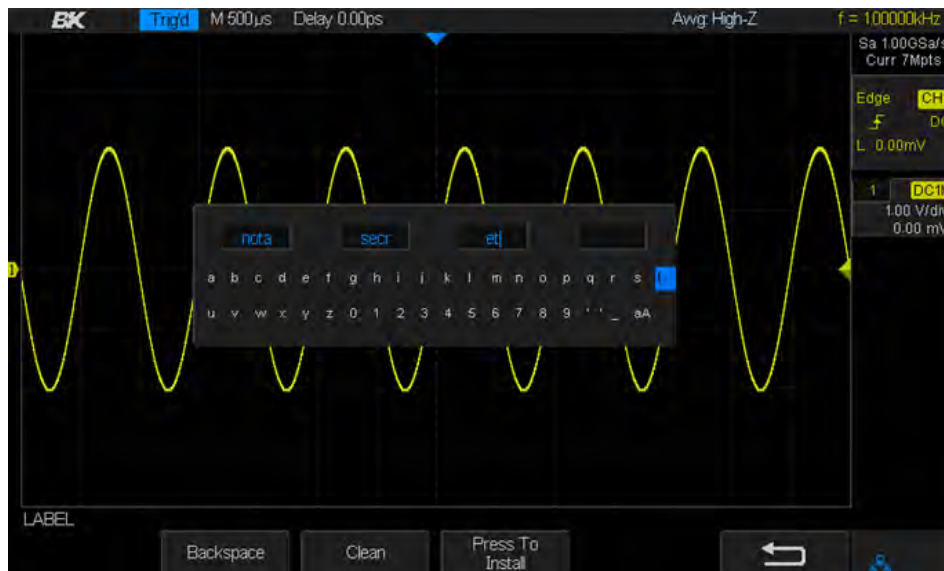 BK Trig'd M 500µs Delay 0.00ps Awg: High-Z f = 1.00000kHz
Sa 1.00GSa/s
Curr 7Mpts
Edge CH
L 0.00mV
1 DC1M
1.00 V/div
0.00 mV
nota secr et
a b c d e f g h i j k l m n o p q r s t
u v w x y z 0 1 2 3 4 5 6 7 8 9 ' ' _ aA
LABEL
Backspace Clean Press To
Install